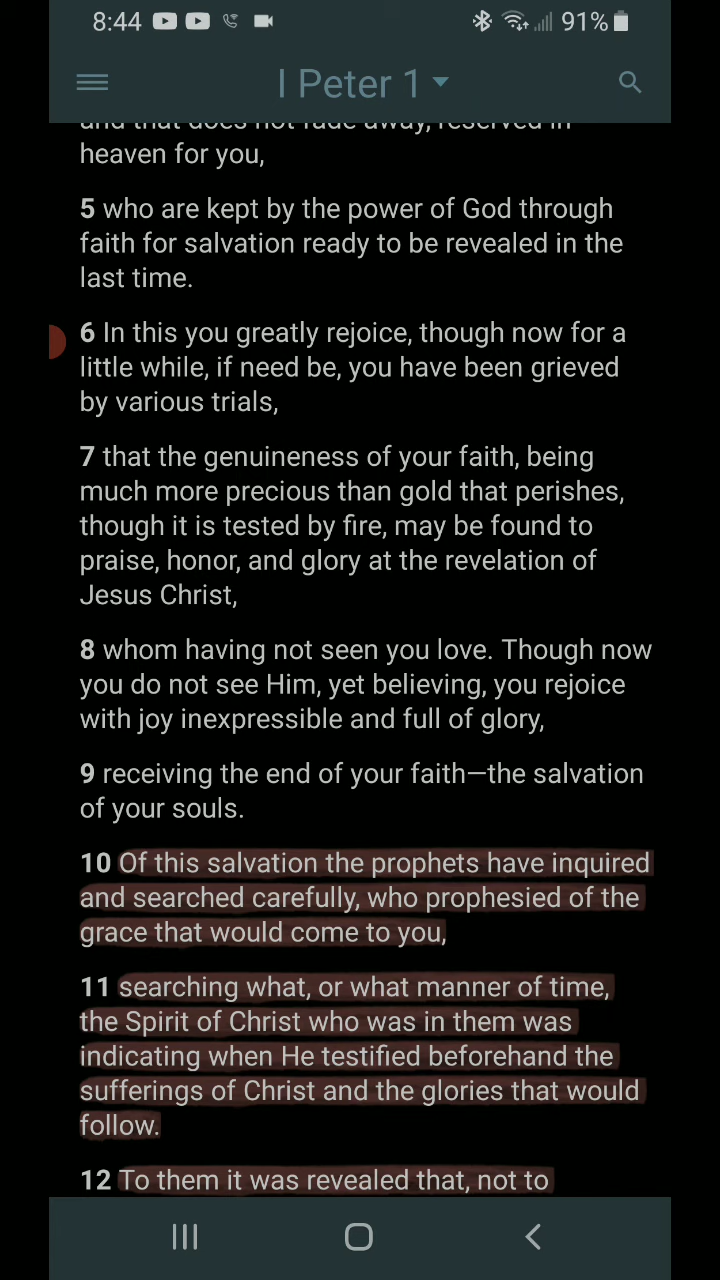 8:44
91%
I Peter 1
and that does not fade away, reserved in
heaven for you,
5 who are kept by the power of God through
faith for salvation ready to be revealed in the
last time.
6 In this you greatly rejoice, though now for a
little while, if need be, you have been grieved
by various trials,
7 that the genuineness of your faith, being
much more precious than gold that perishes,
though it is tested by fire, may be found to
praise, honor, and glory at the revelation of
Jesus Christ,
8 whom having not seen you love. Though now
you do not see Him, yet believing, you rejoice
with joy inexpressible and full of glory,
9 receiving the end of your faith—the salvation
of your souls.
10 Of this salvation the prophets have inquired
and searched carefully, who prophesied of the
grace that would come to you,
11 searching what, or what manner of time,
the Spirit of Christ who was in them was
indicating when He testified beforehand the
sufferings of Christ and the glories that would
follow.
12 To them it was revealed that, not to